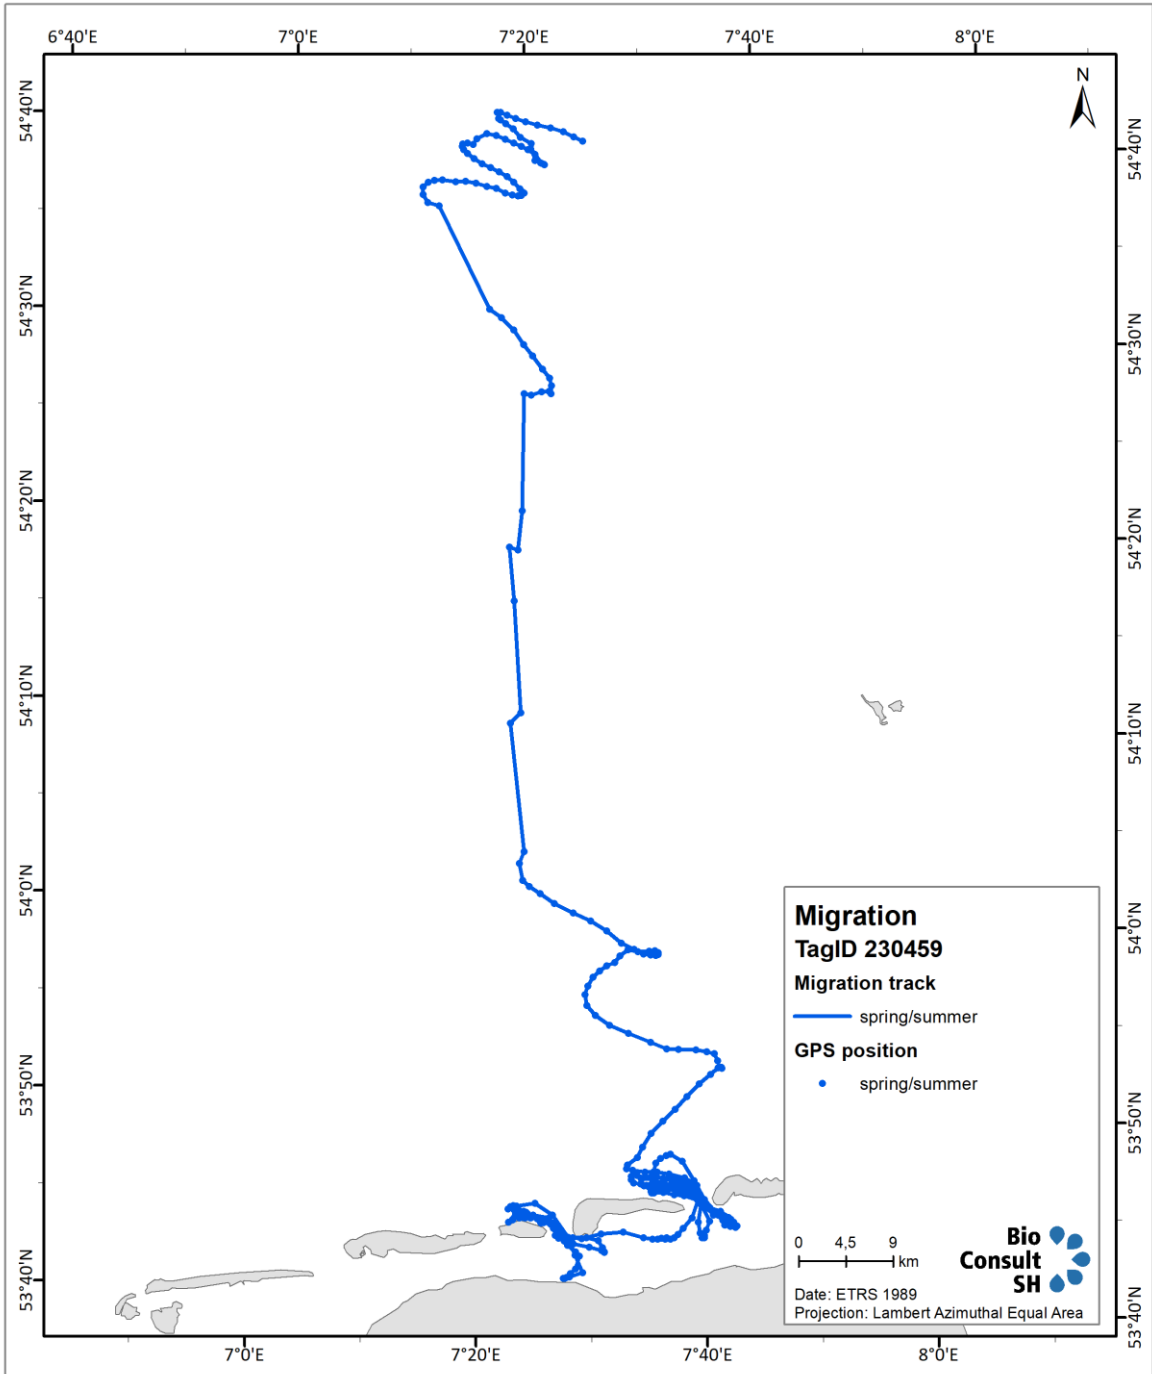 6°40'E 7°0'E 7°20'E 7°40'E 8°0'E
N
54°40'N
54°40'N
54°30'N
54°30'N
54°20'N
54°20'N
54°10'N
54°10'N
54°0'N
54°0'N
53°50'N
53°50'N
53°40'N
53°40'N
Migration
TagID 230459
Migration track
spring/summer
GPS position
spring/summer
0 4,5 9
km
Bio
Consult
SH
Date: ETRS 1989
Projection: Lambert Azimuthal Equal Area
7°0'E 7°20'E 7°40'E 8°0'E